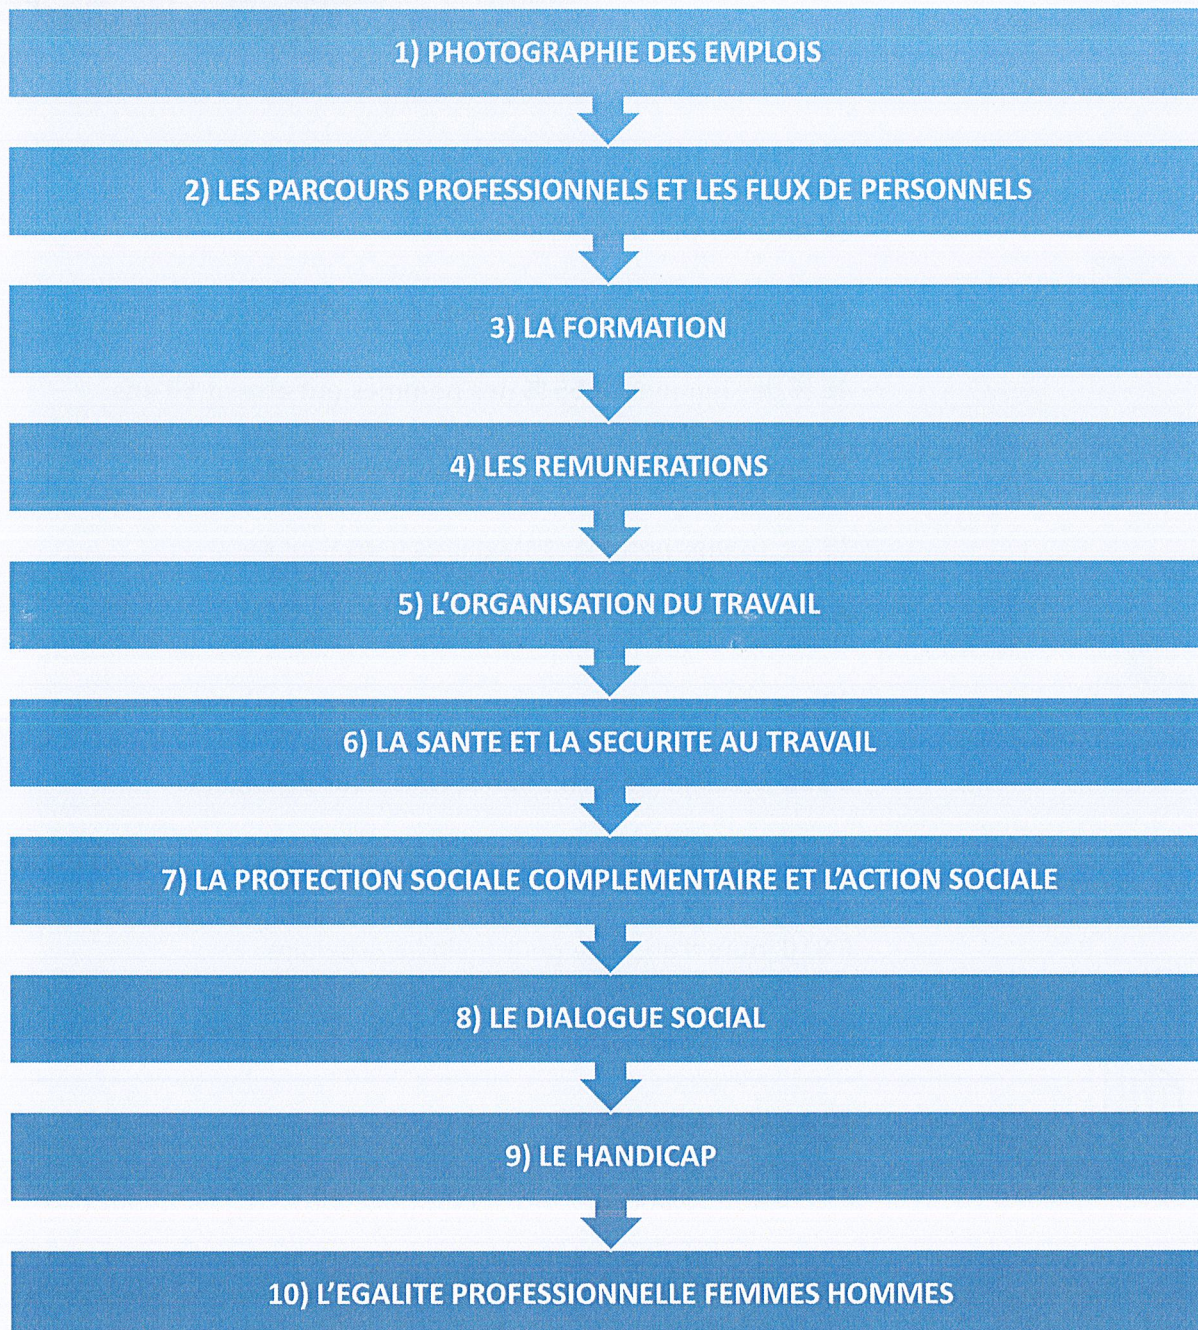 1) PHOTOGRAPHIE DES EMPLOIS
2) LES PARCOURS PROFESSIONNELS ET LES FLUX DE PERSONNELS
3) LA FORMATION
4) LES REMUNERATIONS
5) L'ORGANISATION DU TRAVAIL
6) LA SANTE ET LA SECURITE AU TRAVAIL
7) LA PROTECTION SOCIALE COMPLEMENTAIRE ET L'ACTION SOCIALE
8) LE DIALOGUE SOCIAL
9) LE HANDICAP
10) L'EGALITE PROFESSIONNELLE FEMMES HOMMES